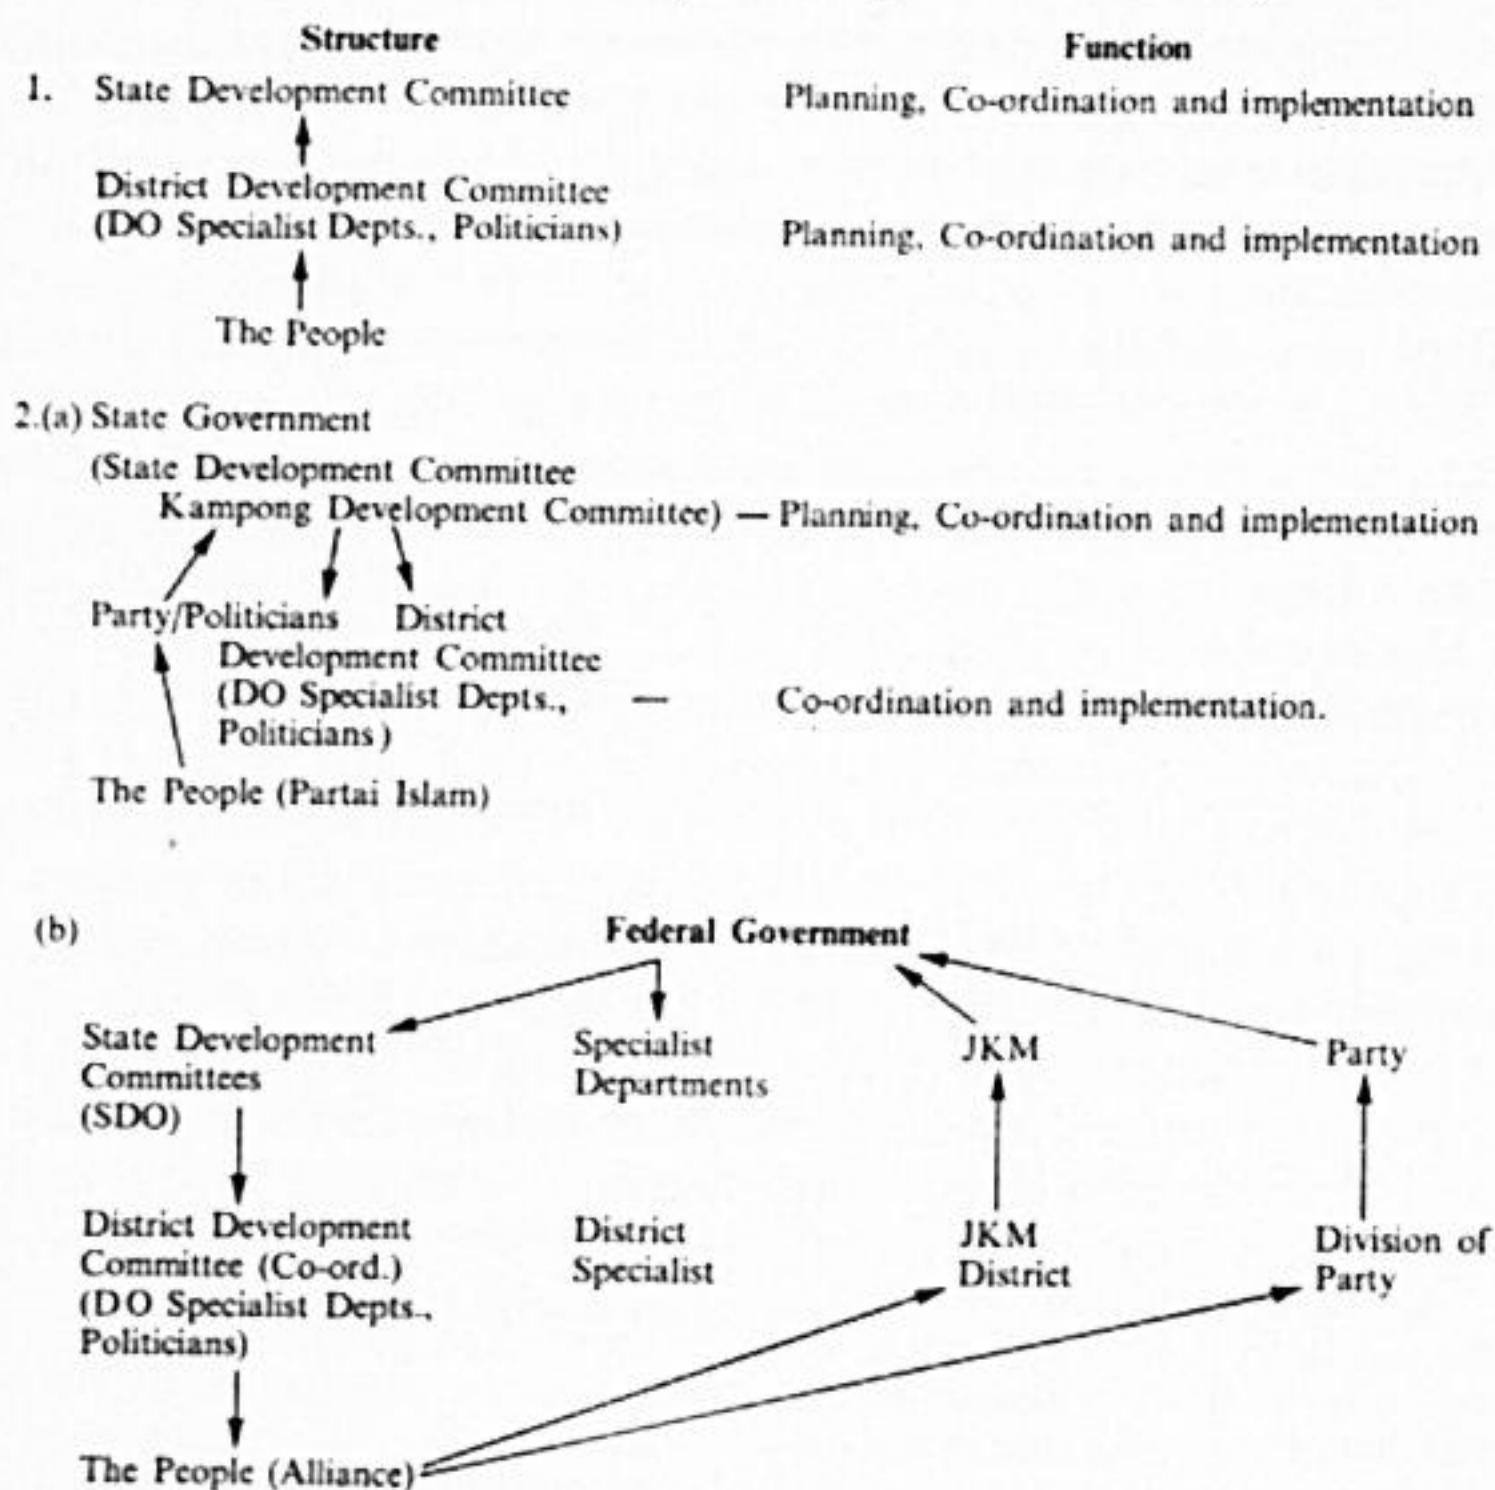 Structure Function
1. State Development Committee Planning, Co-ordination and implementation
District Development Committee
(DO Specialist Depts., Politicians) Planning, Co-ordination and implementation
The People
2.(a) State Government
(State Development Committee
Kampong Development Committee) — Planning, Co-ordination and implementation
Party/Politicians District
Development Committee
(DO Specialist Depts., — Co-ordination and implementation.
Politicians)
The People (Partai Islam)
(b) Federal Government
State Development Specialist JKM Party
Committees Departments
(SDO)
District Development District JKM Division of
Committee (Co-ord.) Specialist District Party
(DO Specialist Depts.,
Politicians)
The People (Alliance)